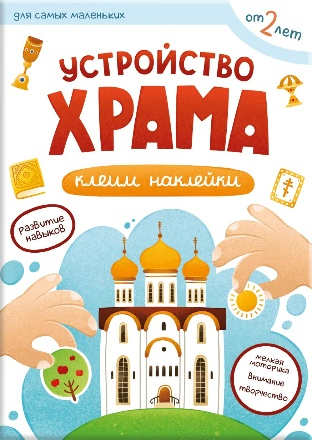 для самых маленьких
от 2 лет
УСТРОЙСТВО
ХРАМА
клеим наклейки
развитие
навыков
мелкая
моторика
внимание
творчество